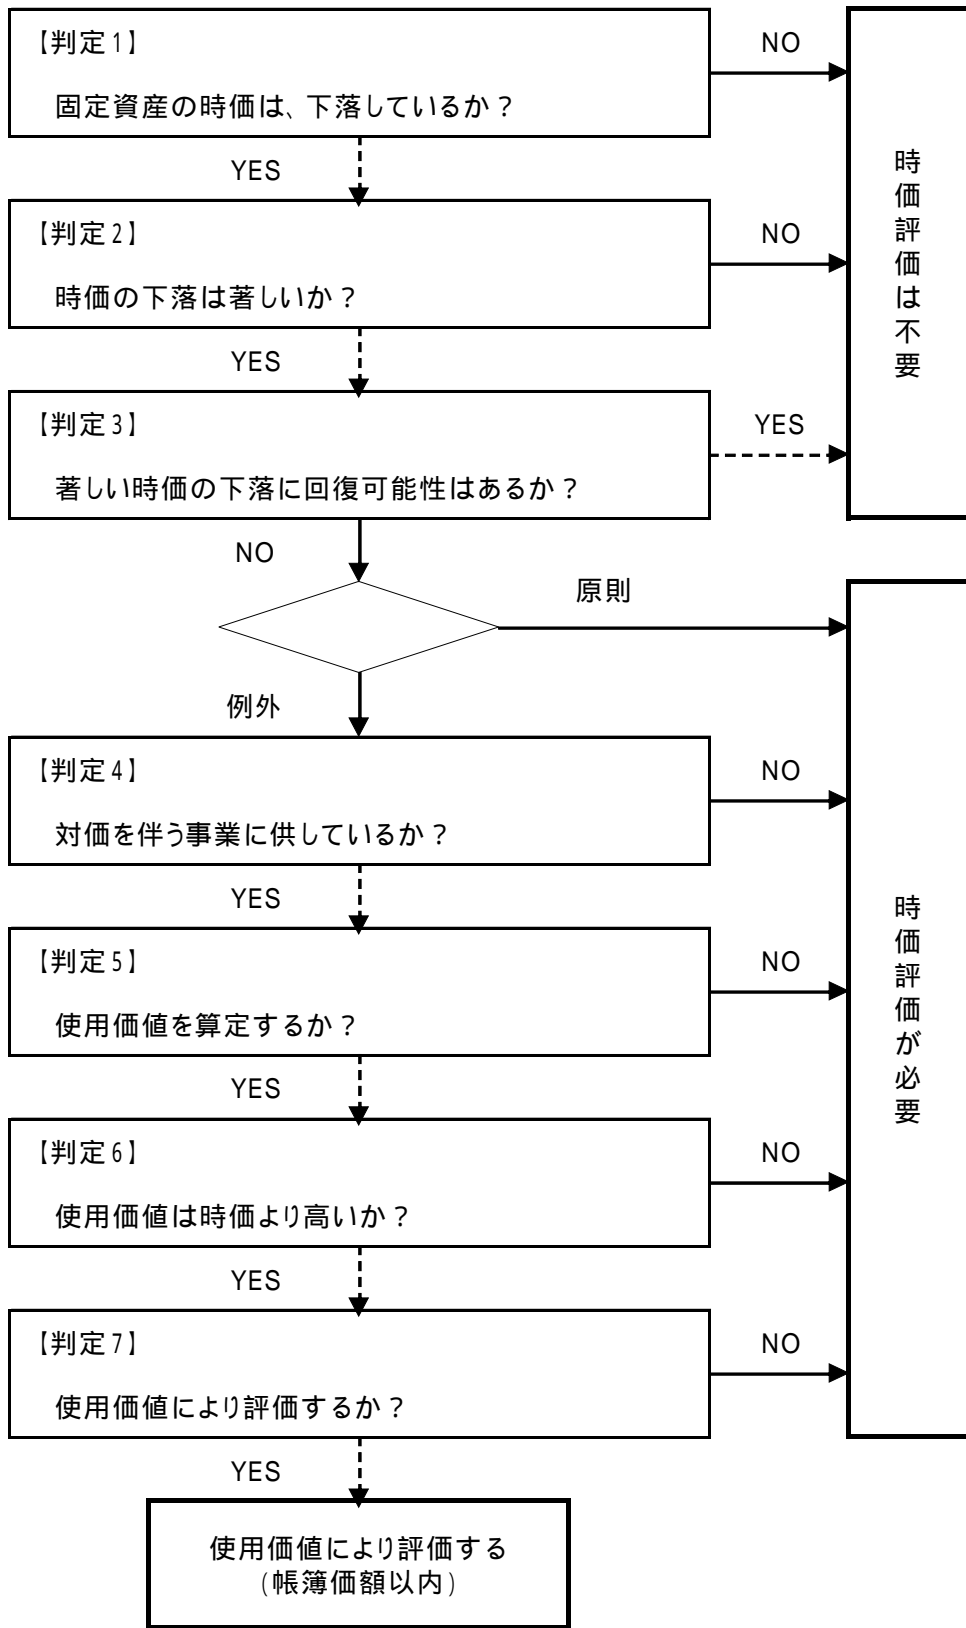 【判定1】
NO
固定資産の時価は、下落しているか？
YES
【判定2】
NO
時価の下落は著しいか？
YES
【判定3】
YES
著しい時価の下落に回復可能性はあるか？
時価評価は不要
NO
原則
例外
【判定4】
NO
対価を伴う事業に供しているか？
YES
【判定5】
NO
使用価値を算定するか？
YES
【判定6】
NO
使用価値は時価より高いか？
YES
【判定7】
NO
使用価値により評価するか？
時価評価が必要
YES
使用価値により評価する
(帳簿価額以内)